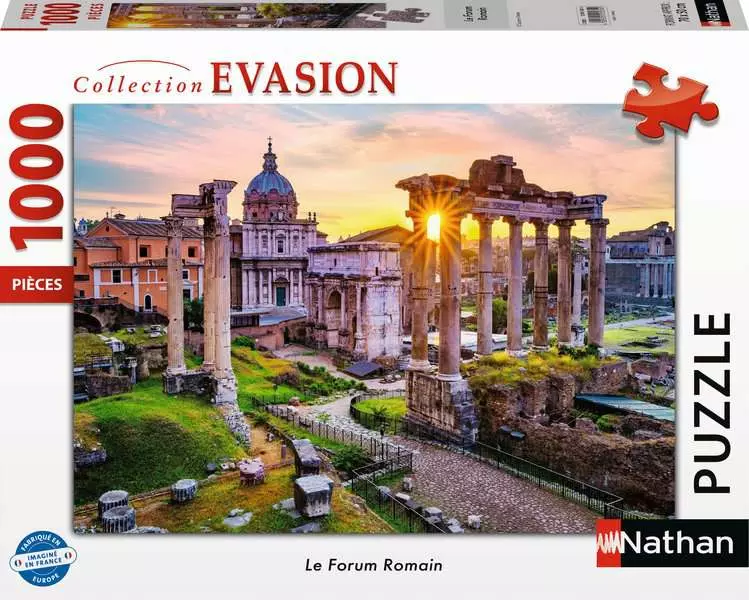 PUZZLE
1000
PIÈCES
Le Forum
Romain
Nathan
Collection EVASION
1000
PIÈCES
PUZZLE
Nathan
Le Forum Romain
FABRIQUÉ EN
IMAGINÉ
EN FRANCE
EUROPE